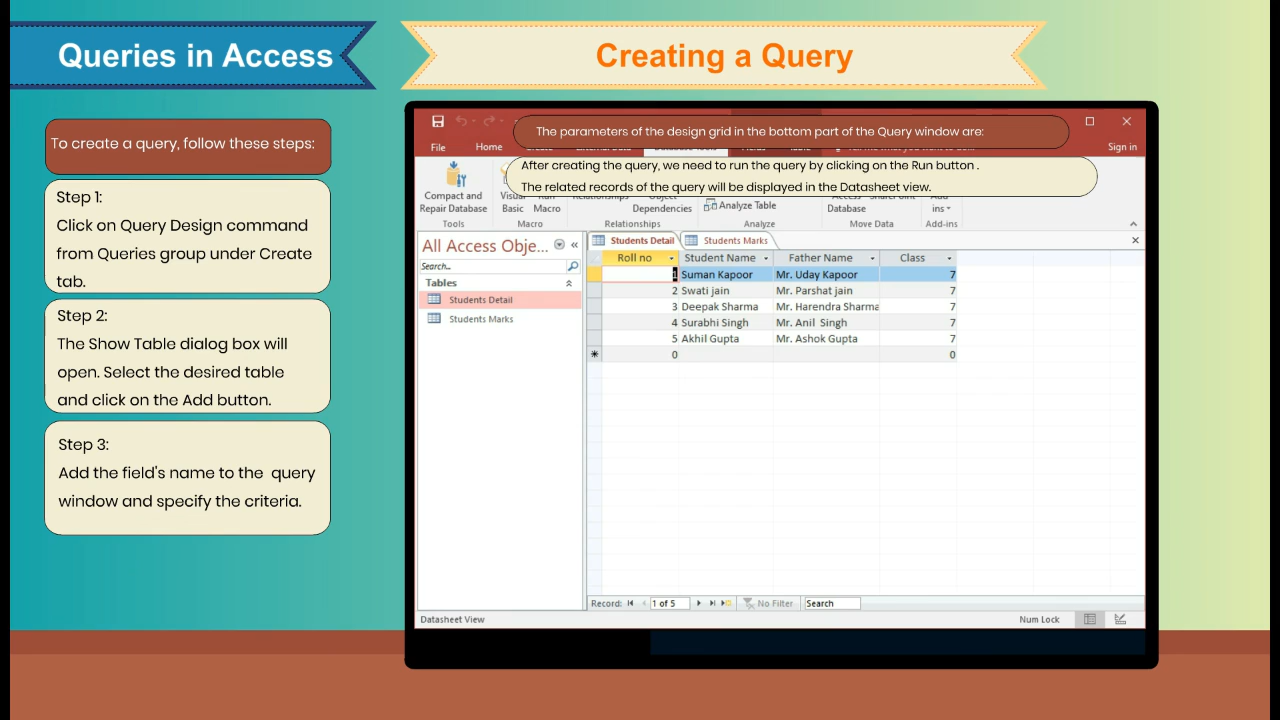 Queries in Access
Creating a Query
To create a query, follow these steps:
Step 1:
Click on Query Design command
from Queries group under Create
tab.
Step 2:
The Show Table dialog box will
open. Select the desired table
and click on the Add button.
Step 3:
Add the field's name to the query
window and specify the criteria.
The parameters of the design grid in the bottom part of the Query window are:
File Home Sign in
After creating the query, we need to run the query by clicking on the Run button .
The related records of the query will be displayed in the Datasheet view.
Compact and
Repair Database
Visual
Basic
Run
Macro
Relationships
Object
Dependencies
Analyze Table
Access
Database
SharePoint
Add-
ins
Tools Macro Relationships Analyze Move Data Add-ins
All Access Obje...
Search...
Tables
Students Detail
Students Marks
Students Detail Students Marks
Roll no Student Name Father Name Class
1 Suman Kapoor Mr. Uday Kapoor 7
2 Swati jain Mr. Parshat jain 7
3 Deepak Sharma Mr. Harendra Sharma 7
4 Surabhi Singh Mr. Anil Singh 7
5 Akhil Gupta Mr. Ashok Gupta 7
0 0
Record: 1 of 5 No Filter Search
Datasheet View Num Lock